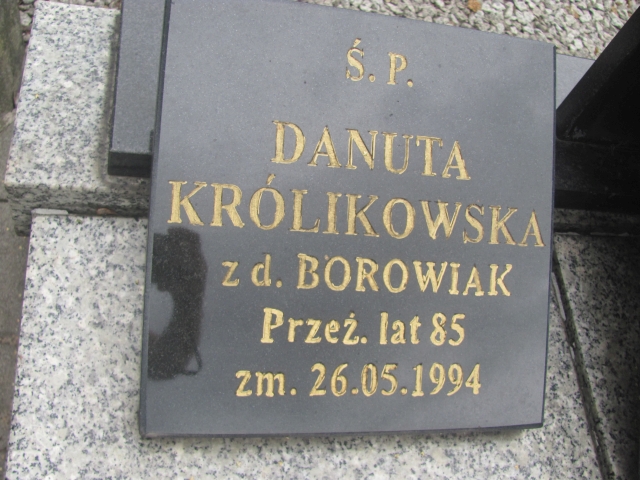 Ś. P.
DANUTA
KRÓLIKOWSKA
z d. BOROWIAK
Przeż. lat 85
zm. 26.05.1994